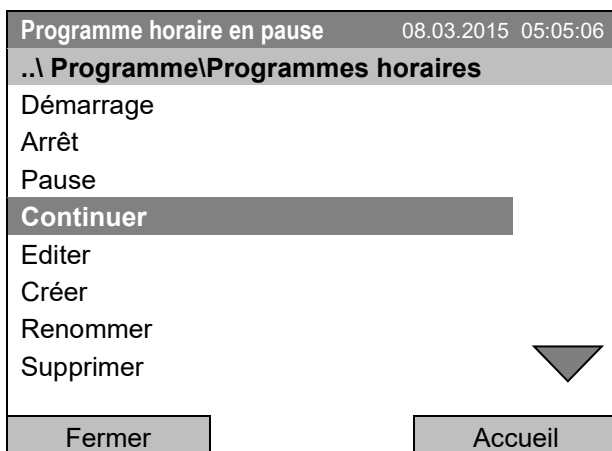 Programme horaire en pause 08.03.2015 05:05:06
..\ Programme\Programmes horaires
Démarrage
Arrêt
Pause
Continuer
Editer
Créer
Renommer
Supprimer
Fermer Accueil